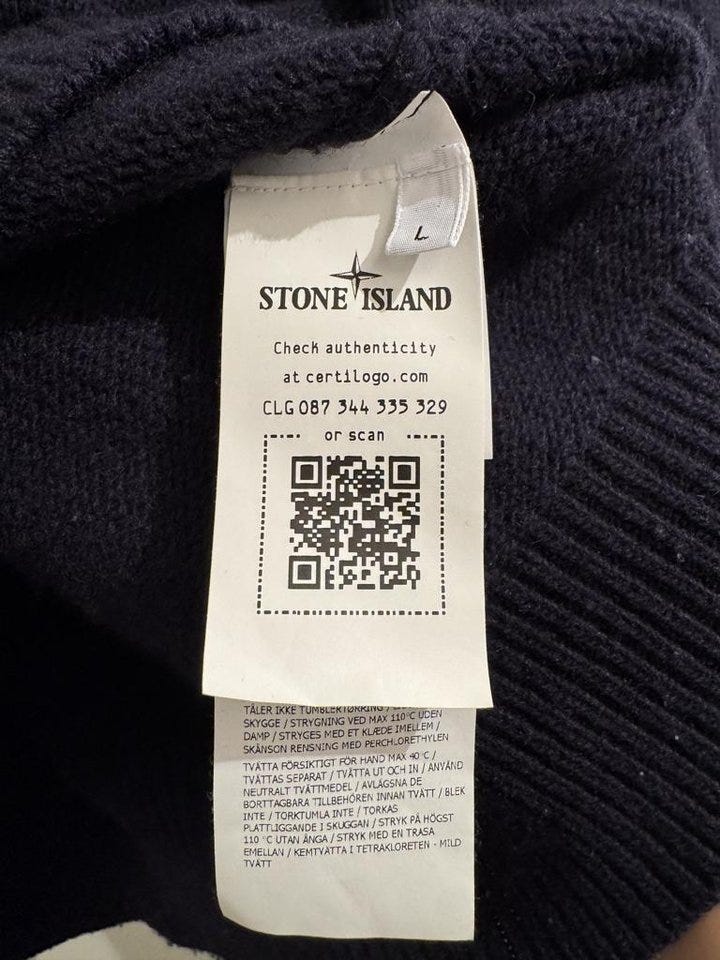 L
STONE ISLAND
Check authenticity
at certilogo.com
CLG 087 344 335 329
or scan
TÅLER IKKE TUMBLERTØRRING /
SKYGGE / STRYGNING VED MAX 110°C UDEN
DAMP / STRYGES MED ET KLÆDE IMELLEM /
SKÅNSON RENSNING MED PERCHLORETHYLEN
TVÄTTA FÖRSIKTIGT FÖR HAND MAX 40°C /
TVÄTTAS SEPARAT / TVÄTTA UT OCH IN / ANVÄND
NEUTRALT TVÄTTMEDEL / AVLÄGSNA DE
BORTTAGBARA TILLBEHÖREN INNAN TVÄTT / BLEK
INTE / TORKTUMLA INTE / TORKAS
PLATTLIGGANDE I SKUGGAN / STRYK PÅ HÖGST
110°C UTAN ÅNGA / STRYK MED EN TRASA
EMELLAN / KEMTVÄTTA I TETRAKLORETEN - MILD
TVÄTT